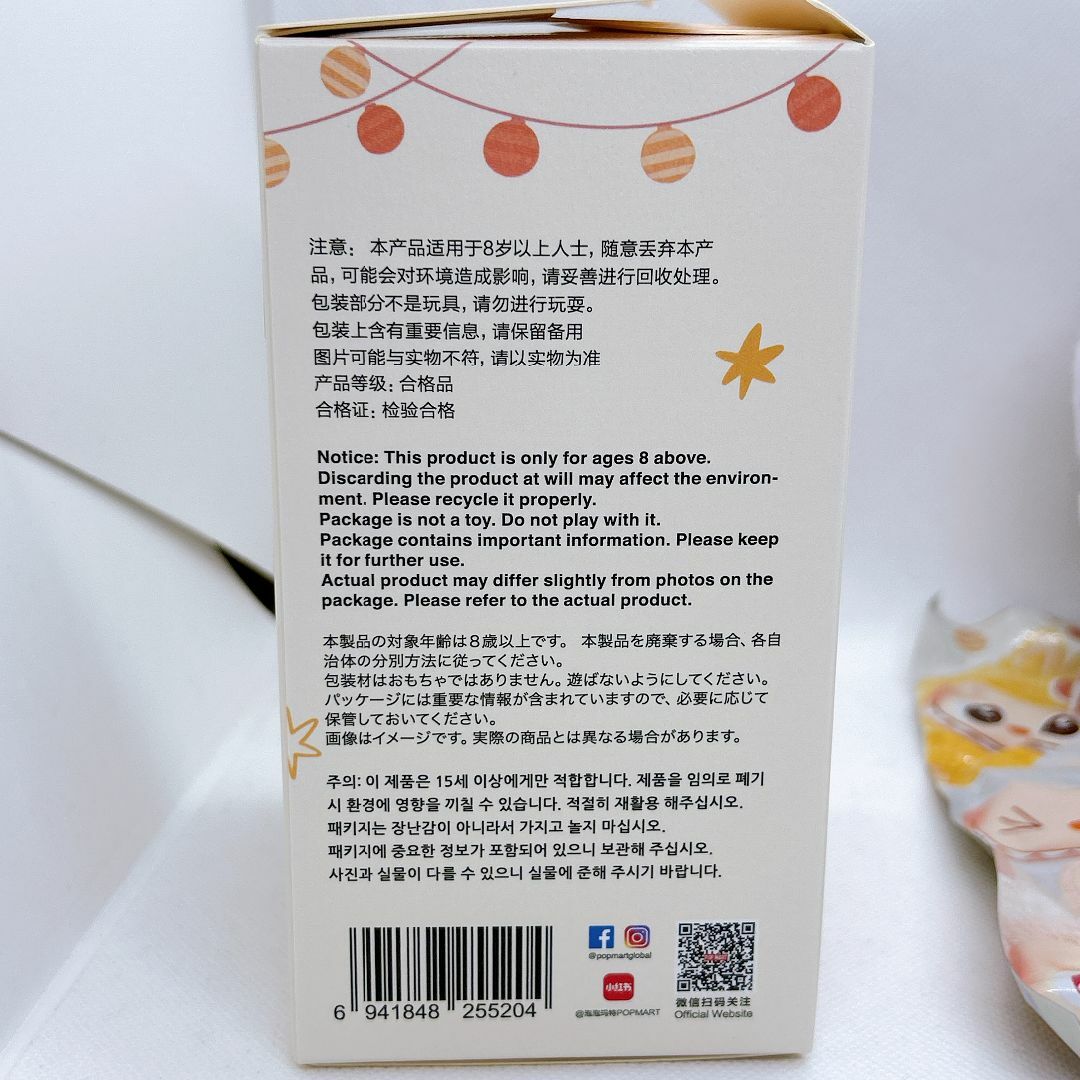 注意： 本产品适用于8岁以上人士，随意丢弃本产
品，可能会对环境造成影响，请妥善进行回收处理。
包装部分不是玩具，请勿进行玩耍。
包装上含有重要信息，请保留备用
图片可能与实物不符，请以实物为准
产品等级：合格品
合格证：检验合格
Notice: This product is only for ages 8 above.
Discarding the product at will may affect the environ-
ment. Please recycle it properly.
Package is not a toy. Do not play with it.
Package contains important information. Please keep
it for further use.
Actual product may differ slightly from photos on the
package. Please refer to the actual product.
本製品の対象年齢は8歳以上です。 本製品を廃棄する場合、各自
治体の分別方法に従ってください。
包装材はおもちゃではありません。遊ばないようにしてください。
パッケージには重要な情報が含まれていますので、必要に応じて
保管しておいてください。
画像はイメージです。実際の商品とは異なる場合があります。
주의: 이 제품은 15세 이상에게만 적합합니다. 제품을 임의로 폐기
시 환경에 영향을 끼칠 수 있습니다. 적절히 재활용 해주십시오.
패키지는 장난감이 아니라서 가지고 놀지 마십시오.
패키지에 중요한 정보가 포함되어 있으니 보관해 주십시오.
사진과 실물이 다를 수 있으니 실물에 준해 주시기 바랍니다.
6 941848 255204
@popmartglobal
小红书
@泡泡玛特POPMART
微信扫码关注
Official Website